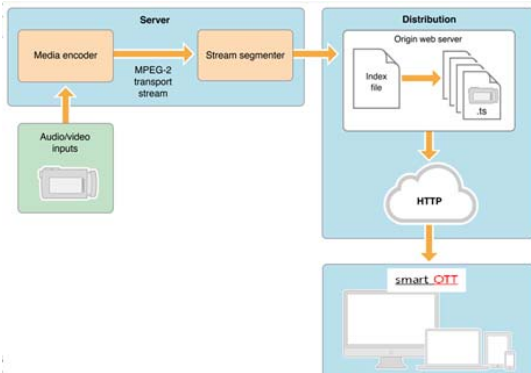 Server
Media encoder
MPEG-2
transport
stream
Stream segmenter
Audio/video
inputs
Distribution
Origin web server
Index
file
.ts
HTTP
smart OTT